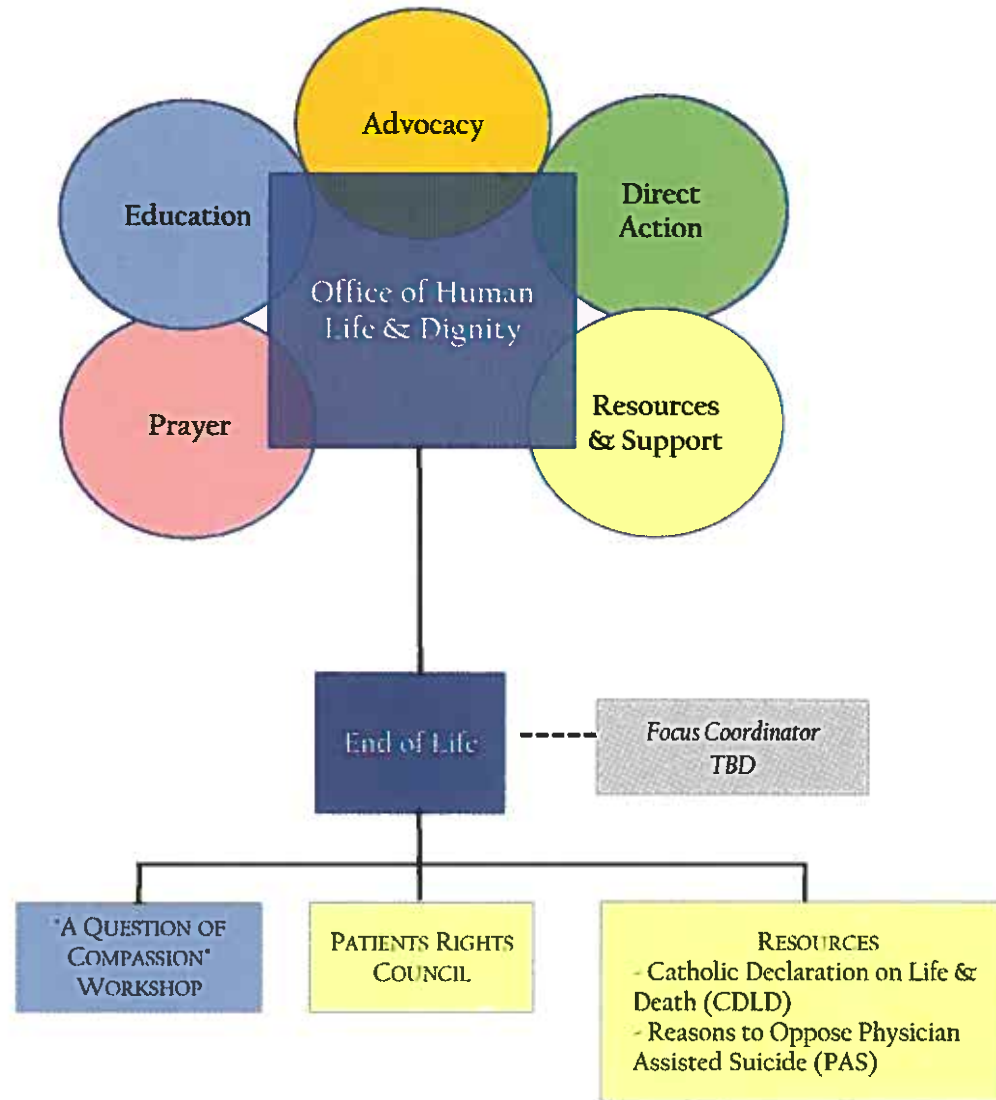 Advocacy
Education
Direct
Action
Office of Human
Life & Dignity
Prayer
Resources
& Support
End of Life
Focus Coordinator
TBD
"A QUESTION OF
COMPASSION"
WORKSHOP
PATIENTS RIGHTS
COUNCIL
RESOURCES
- Catholic Declaration on Life &
Death (CDLD)
- Reasons to Oppose Physician
Assisted Suicide (PAS)